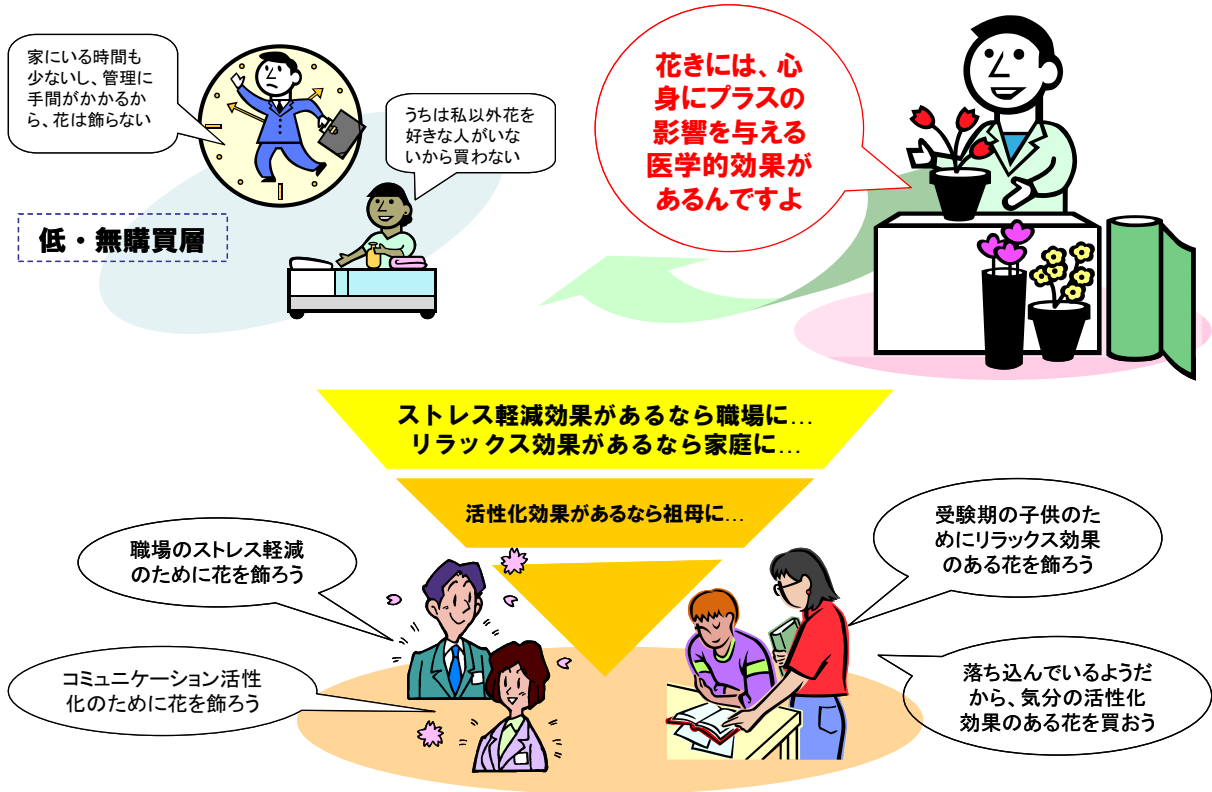 家にいる時間も
少ないし、管理に
手間がかかるか
ら、花は飾らない
うちは私以外花を
好きな人がいな
いから買わない
低・無購買層
花きには、心
身にプラスの
影響を与える
医学的効果が
あるんですよ
ストレス軽減効果があるなら職場に…
リラックス効果があるなら家庭に…
活性化効果があるなら祖母に…
職場のストレス軽減
のために花を飾ろう
コミュニケーション活性
化のために花を飾ろう
受験期の子供のた
めにリラックス効果
のある花を飾ろう
落ち込んでいるようだ
から、気分の活性化
効果のある花を買おう